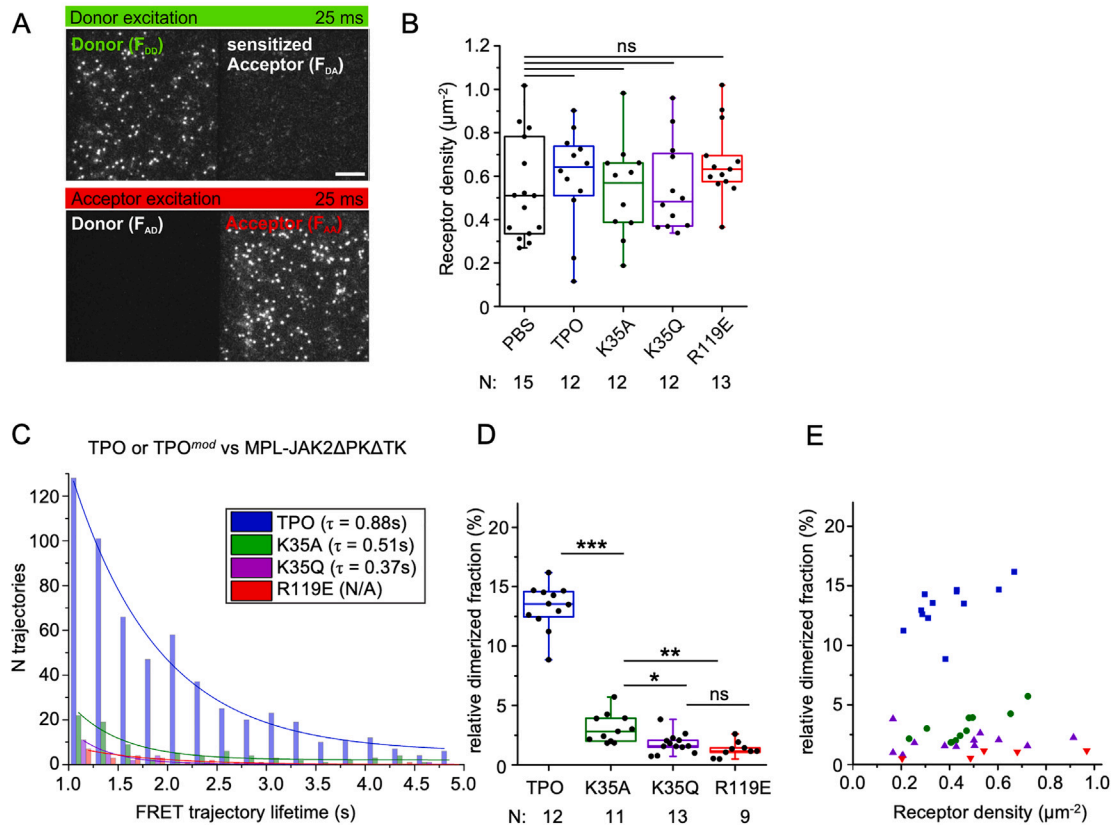 A
Donor excitation 25 ms
Donor (FDD)
sensitized
Acceptor (FDA)
Acceptor excitation 25 ms
Donor (FAD)
Acceptor (FAA)
B
ns
Receptor density (µm-2)
1.2
1.0
0.8
0.6
0.4
0.2
0
PBS
TPO
K35A
K35Q
R119E
N: 15 12 12 12 13
C
TPO or TPOmod vs MPL-JAK2ΔPKΔTK
N trajectories
120
100
80
60
40
20
0
TPO (τ = 0.88s)
K35A (τ = 0.51s)
K35Q (τ = 0.37s)
R119E (N/A)
1.0 1.5 2.0 2.5 3.0 3.5 4.0 4.5 5.0
FRET trajectory lifetime (s)
D
relative dimerized fraction (%)
20
15
10
5
0
***
**
*
ns
TPO K35A K35Q R119E
N: 12 11 13 9
E
relative dimerized fraction (%)
20
15
10
5
0
0.0 0.2 0.4 0.6 0.8 1.0
Receptor density (µm-2)